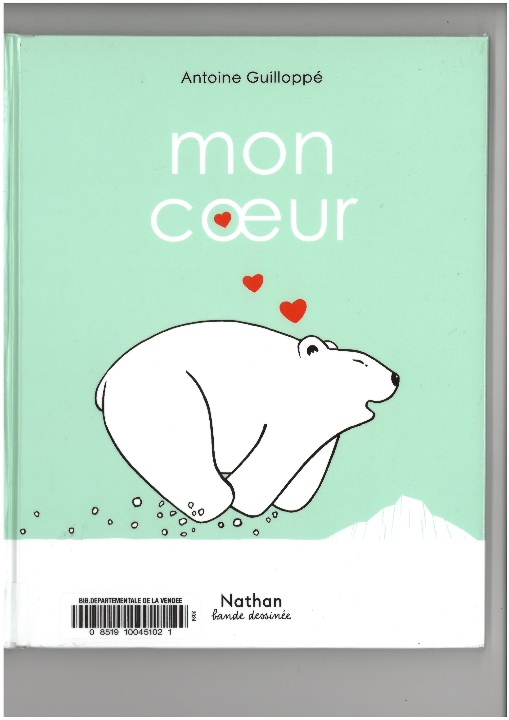 Antoine Guilloppé
mon
cœur
BIB.DEPARTEMENTALE DE LA VENDEE
0 8519 10045102 1
Nathan
bande dessinée